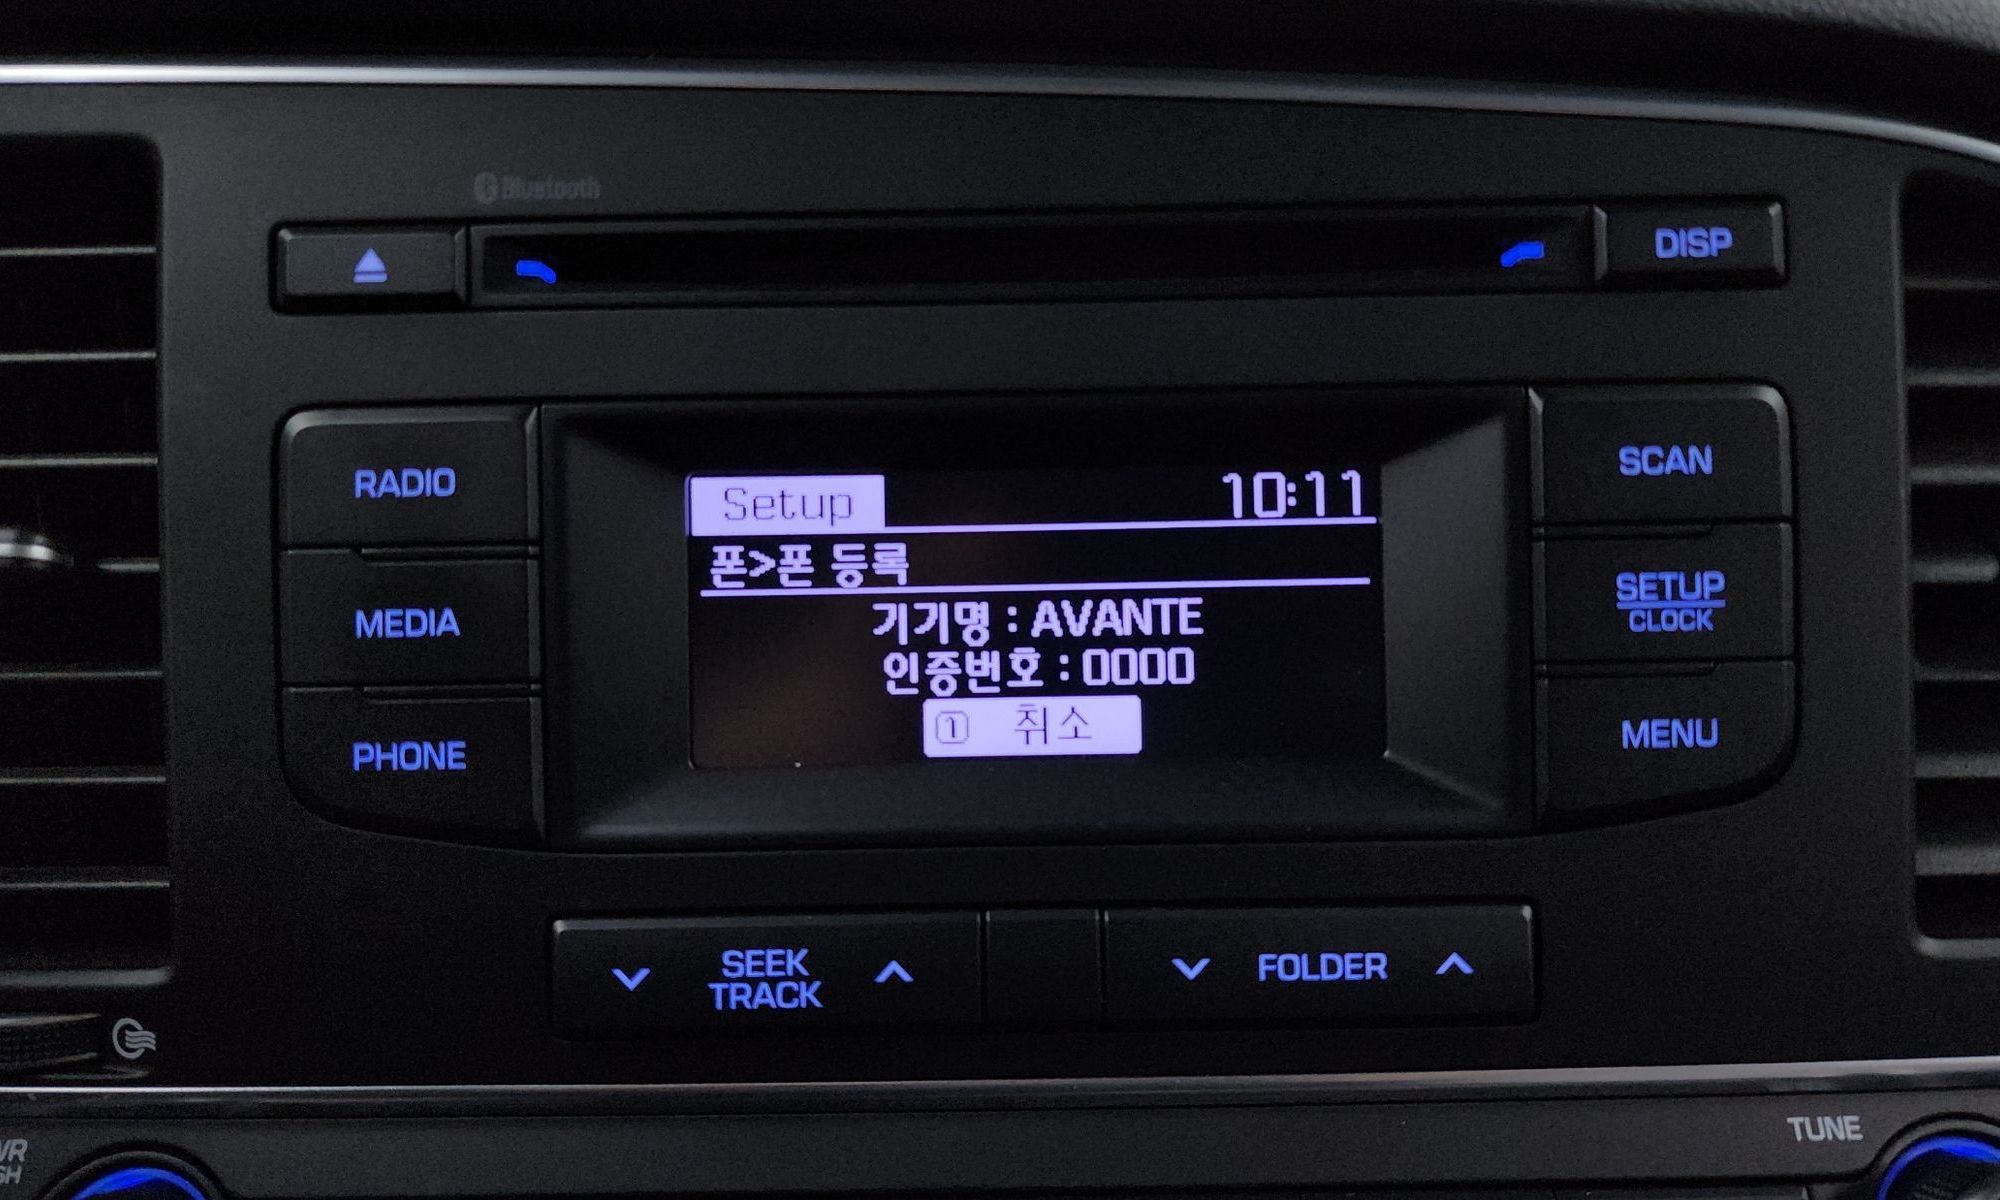 Bluetooth
DISP
RADIO
MEDIA
PHONE
Setup 10:11
폰>폰 등록
기기명 : AVANTE
인증번호 : 0000
① 취소
SCAN
SETUP
CLOCK
MENU
SEEK
TRACK
FOLDER
TUNE